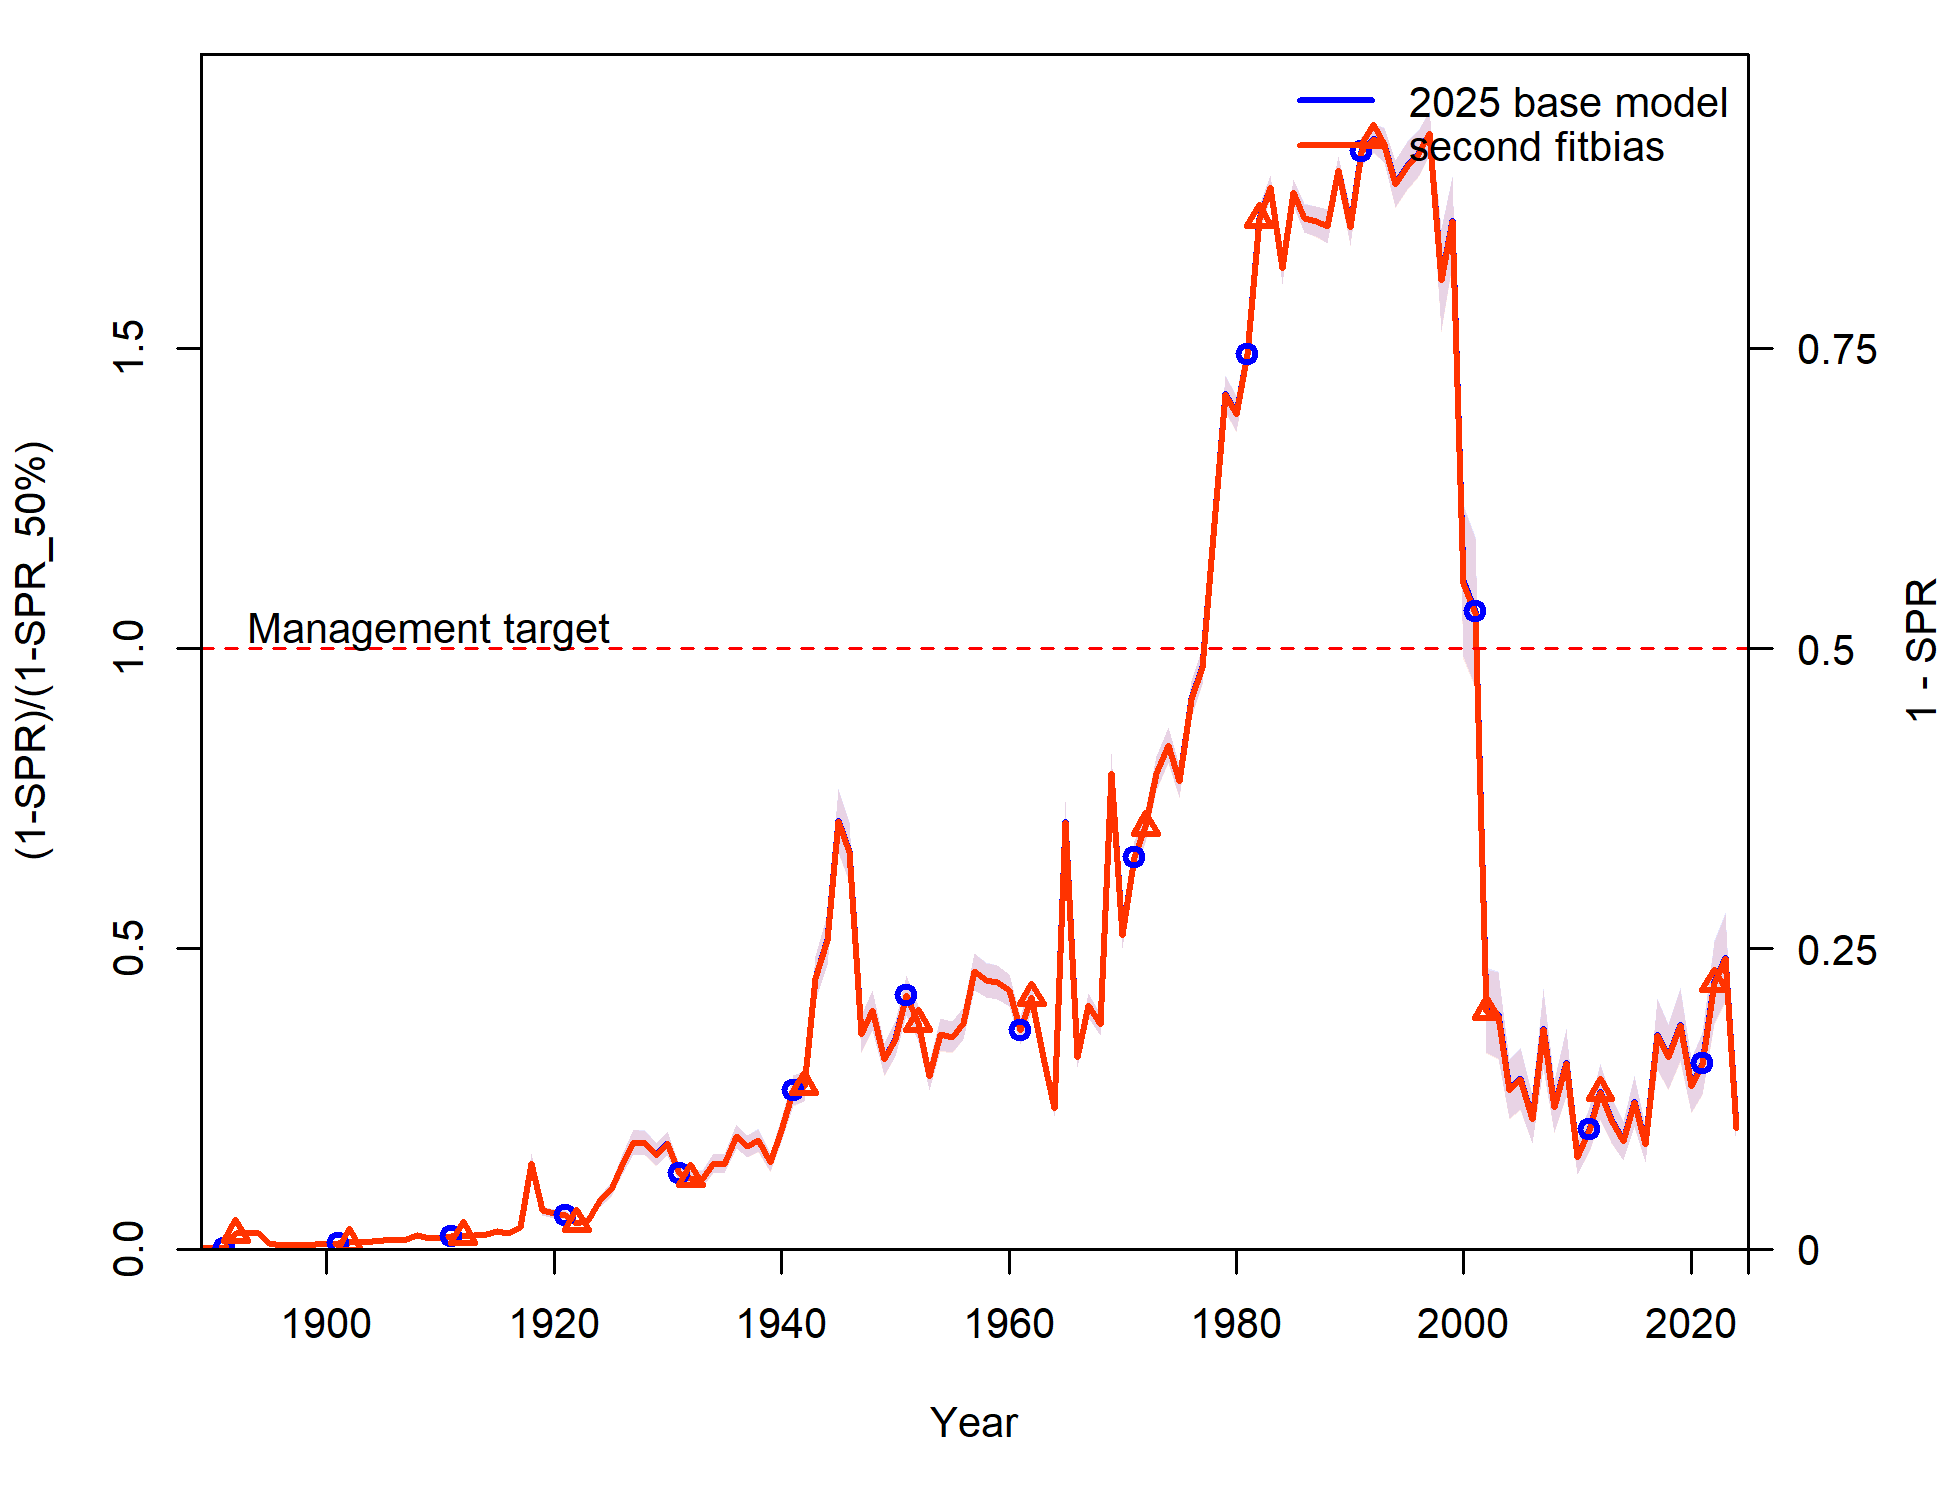 2025 base model
second fitbias
Management target
(1-SPR)/(1-SPR_50%)
0.0
0.5
1.0
1.5
1 - SPR
0
0.25
0.5
0.75
1900
1920
1940
1960
1980
2000
2020
Year